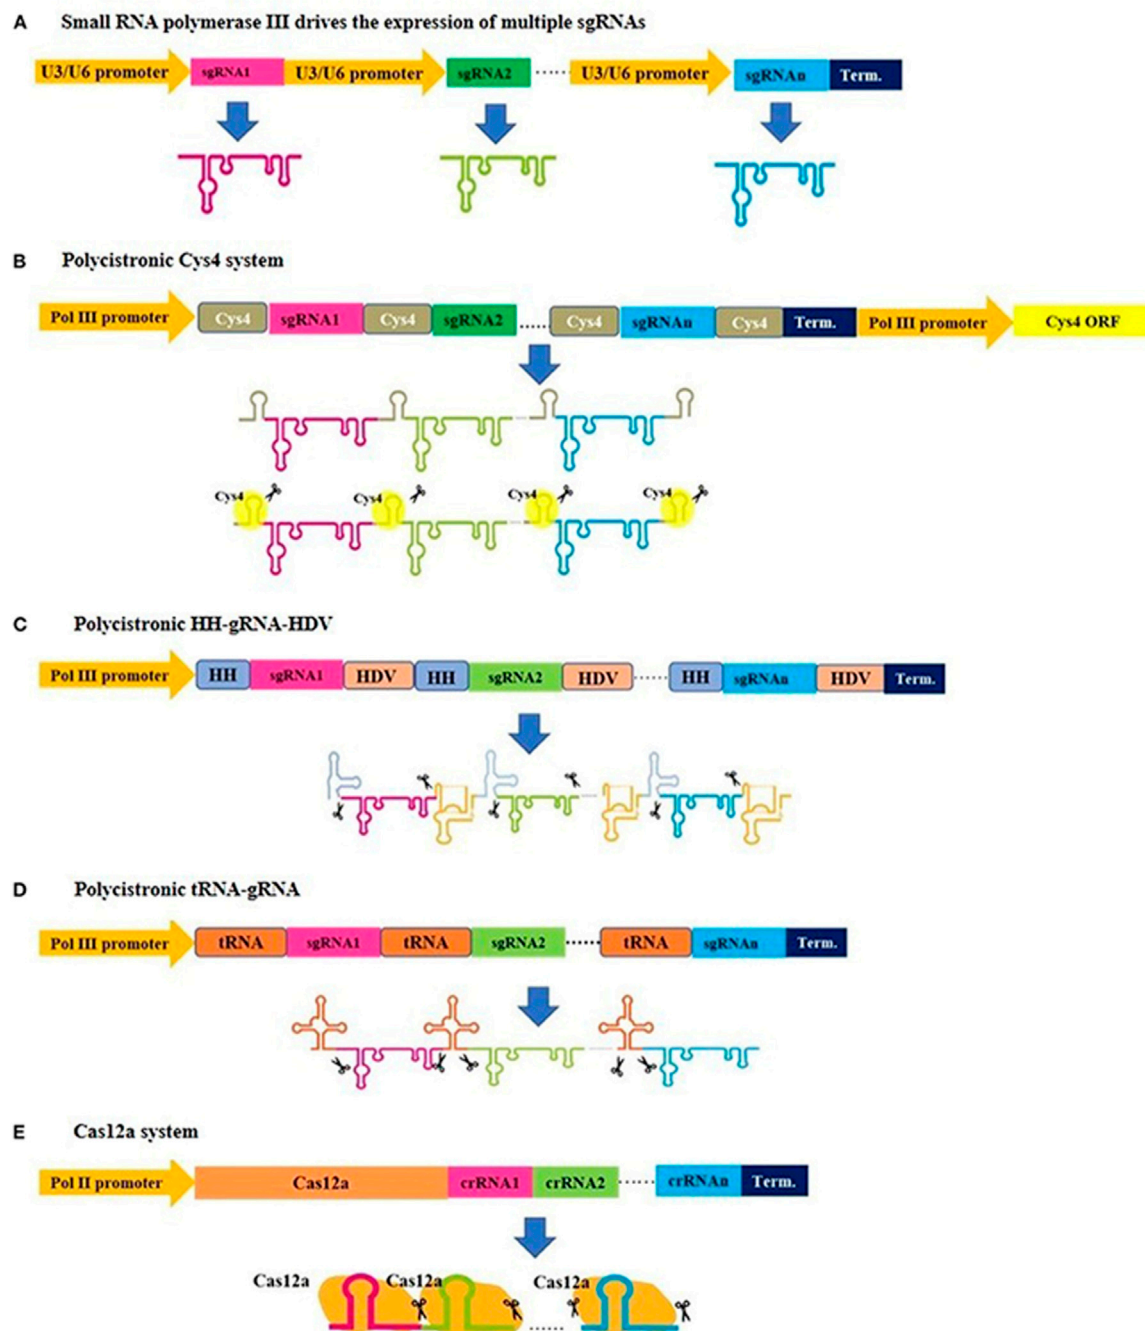 A Small RNA polymerase III drives the expression of multiple sgRNAs
U3/U6 promoter sgRNA1 U3/U6 promoter sgRNA2 U3/U6 promoter sgRNAn Term.
B Polycistronic Cys4 system
Pol III promoter Cys4 sgRNA1 Cys4 sgRNA2 Cys4 sgRNAn Cys4 Term. Pol III promoter Cys4 ORF
Cys4 Cys4 Cys4 Cys4
C Polycistronic HH-gRNA-HDV
Pol III promoter HH sgRNA1 HDV HH sgRNA2 HDV HH sgRNAn HDV Term.
D Polycistronic tRNA-gRNA
Pol III promoter tRNA sgRNA1 tRNA sgRNA2 tRNA sgRNAn Term.
E Cas12a system
Pol II promoter Cas12a crRNA1 crRNA2 crRNAn Term.
Cas12a Cas12a Cas12a